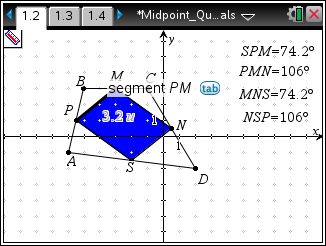 1.2 1.3 1.4 *Midpoint_Qu...als
y
SPM=74.2°
B M C
segment PM tab
PMN=106°
MNS=74.2°
P 3.2 u 1 N
NSP=106°
x
1
A S
D